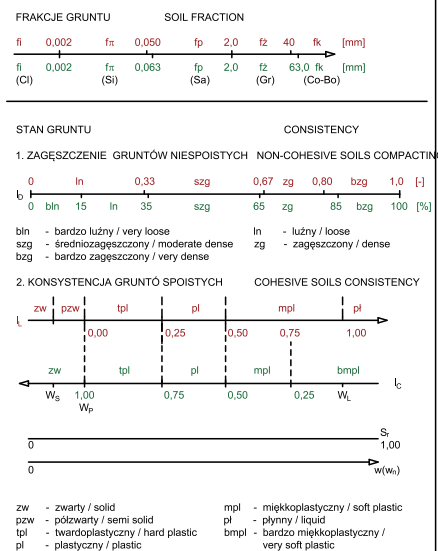 FRAKCJE GRUNTU SOIL FRACTION
fi 0,002 fπ 0,050 fp 2,0 fż 40 fk [mm]
fi 0,002 fπ 0,063 fp 2,0 fż 63,0 fk [mm]
(Cl) (Si) (Sa) (Gr) (Co-Bo)
STAN GRUNTU CONSISTENCY
1. ZAGĘSZCZENIE GRUNTÓW NIESPOISTYCH NON-COHESIVE SOILS COMPACTING
0 ln 0,33 szg 0,67 zg 0,80 bzg 1,0 [-]
I_D
0 bln 15 ln 35 szg 65 zg 85 bzg 100 [%]
bln - bardzo luźny / very loose ln - luźny / loose
szg - średniozagęszczony / moderate dense zg - zagęszczony / dense
bzg - bardzo zagęszczony / very dense
2. KONSYSTENCJA GRUNTÓ SPOISTYCH COHESIVE SOILS CONSISTENCY
zw pzw tpl pl mpl pł
I_L
0,00 0,25 0,50 0,75 1,00
zw tpl pl mpl bmpl
I_C
W_S 1,00 0,75 0,50 0,25 W_L
W_P
S_r
0 1,00
0 w(w_n)
zw - zwarty / solid mpl - miękkoplastyczny / soft plastic
pzw - półzwarty / semi solid pł - płynny / liquid
tpl - twardoplastyczny / hard plastic bmpl - bardzo miękkoplastyczny /
pl - plastyczny / plastic very soft plastic